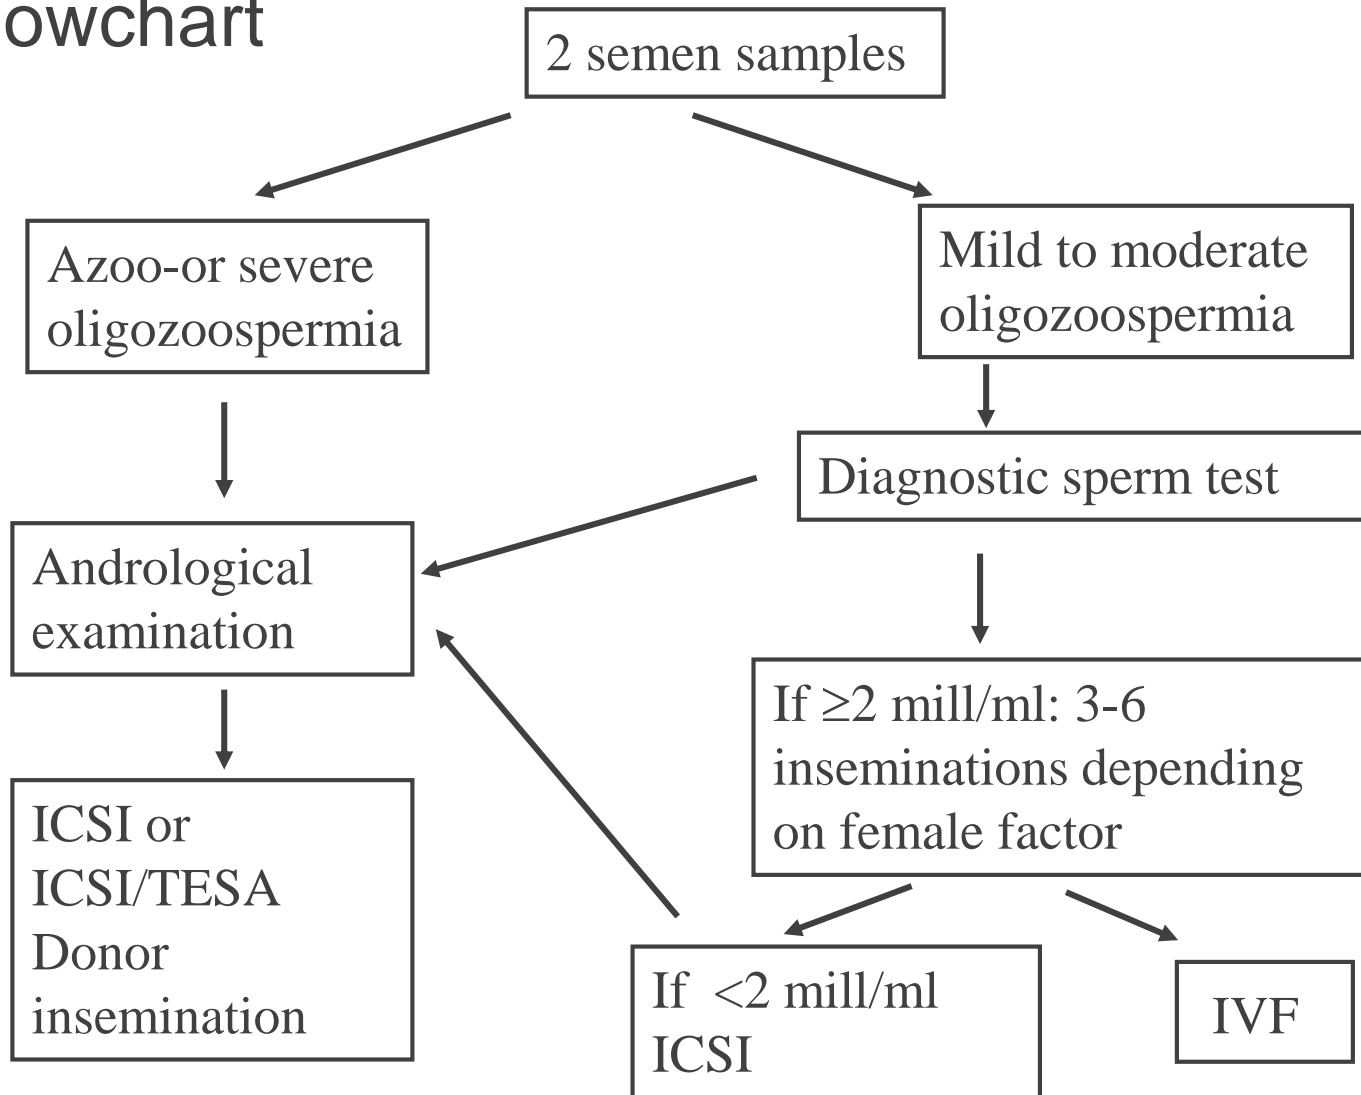 owchart
2 semen samples
Azoo-or severe
oligozoospermia
Mild to moderate
oligozoospermia
Diagnostic sperm test
Andrological
examination
If ≥2 mill/ml: 3-6
inseminations depending
on female factor
ICSI or
ICSI/TESA
Donor
insemination
If <2 mill/ml
ICSI
IVF